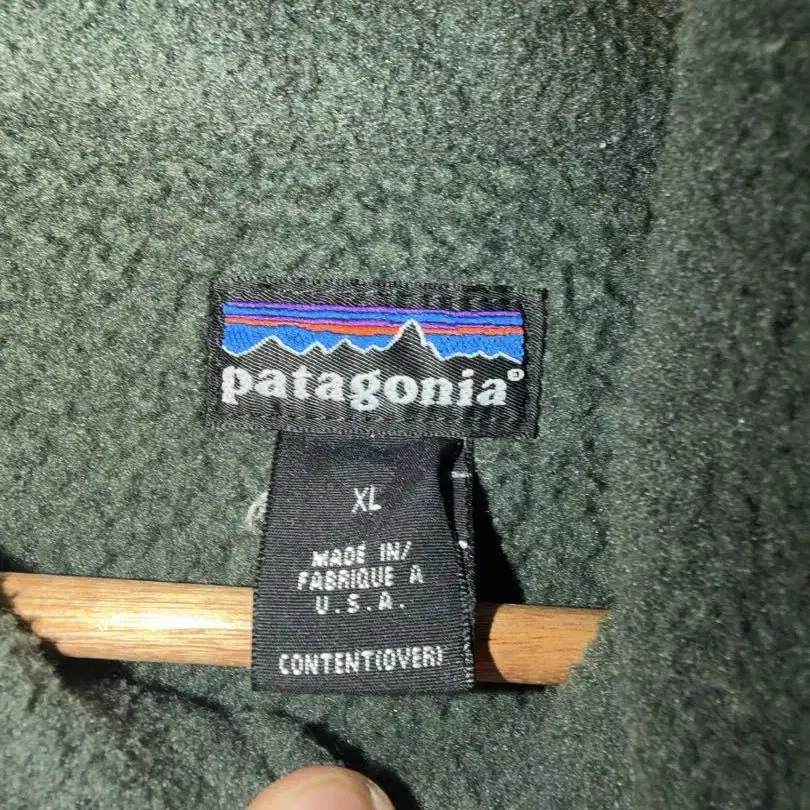 patagonia®
XL
MADE IN/
FABRIQUE A
U.S.A.
CONTENT(OVER)